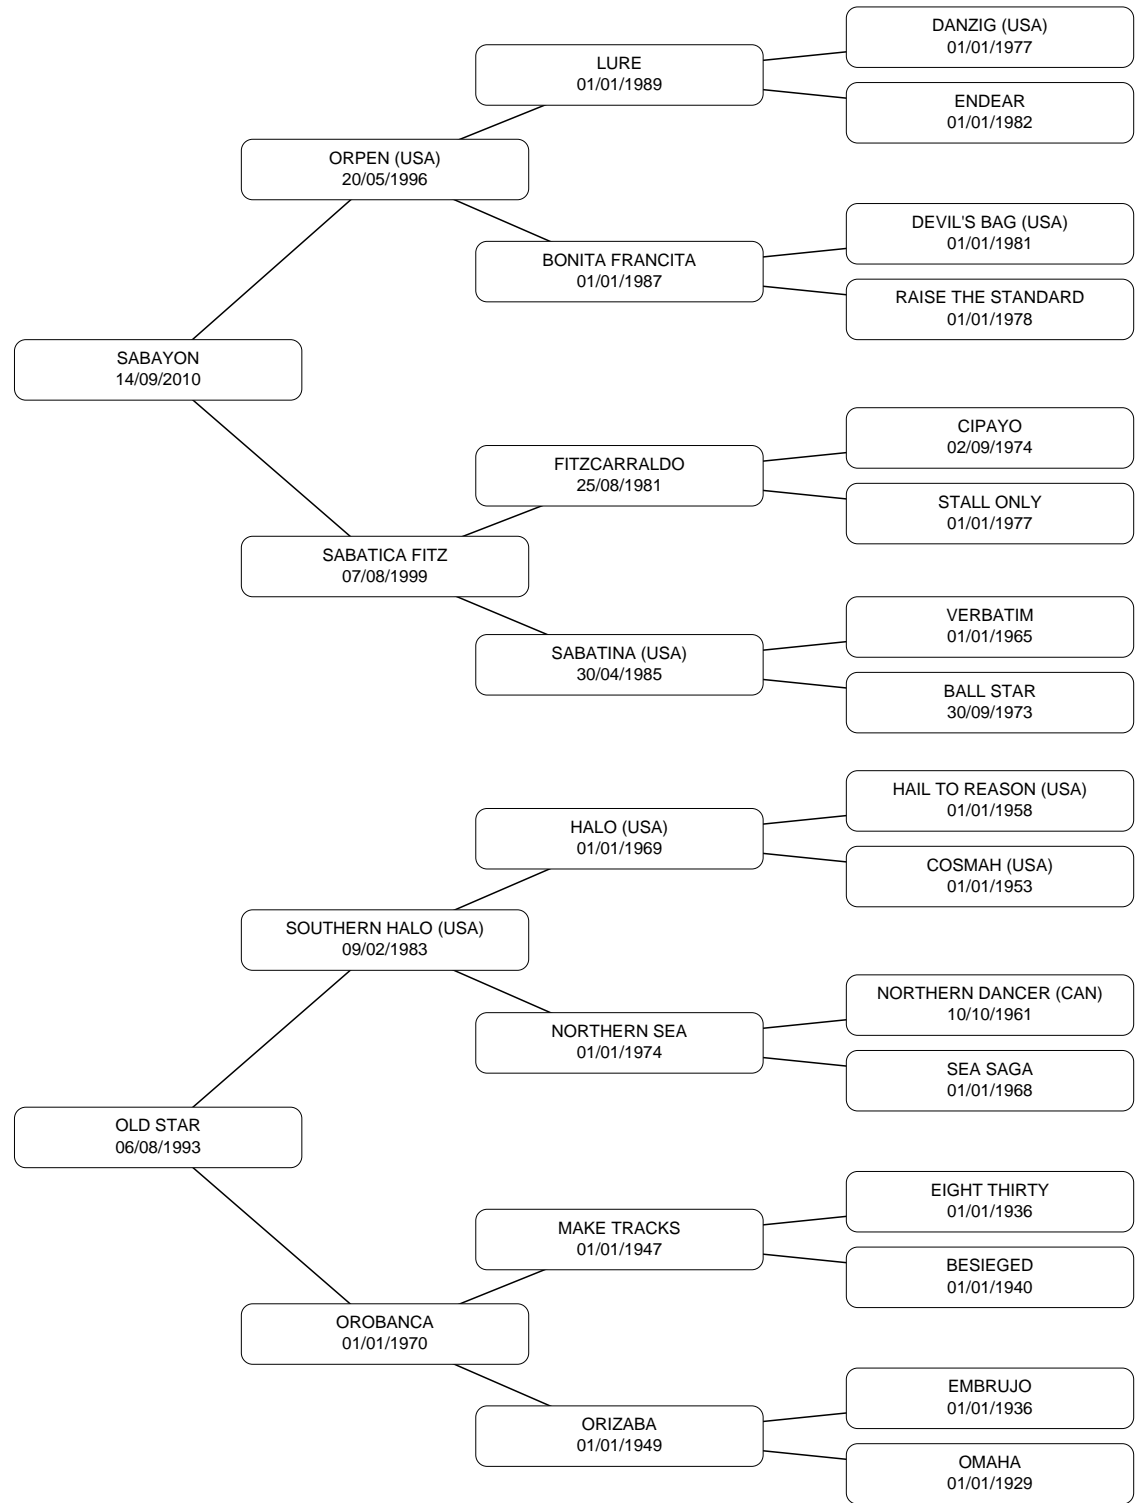 DANZIG (USA)
01/01/1977
LURE
01/01/1989
ENDEAR
01/01/1982
ORPEN (USA)
20/05/1996
DEVIL'S BAG (USA)
01/01/1981
BONITA FRANCITA
01/01/1987
RAISE THE STANDARD
01/01/1978
SABAYON
14/09/2010
CIPAYO
02/09/1974
FITZCARRALDO
25/08/1981
STALL ONLY
01/01/1977
SABATICA FITZ
07/08/1999
VERBATIM
01/01/1965
SABATINA (USA)
30/04/1985
BALL STAR
30/09/1973
HAIL TO REASON (USA)
01/01/1958
HALO (USA)
01/01/1969
COSMAH (USA)
01/01/1953
SOUTHERN HALO (USA)
09/02/1983
NORTHERN DANCER (CAN)
10/10/1961
NORTHERN SEA
01/01/1974
SEA SAGA
01/01/1968
OLD STAR
06/08/1993
EIGHT THIRTY
01/01/1936
MAKE TRACKS
01/01/1947
BESIEGED
01/01/1940
OROBANCA
01/01/1970
EMBRUJO
01/01/1936
ORIZABA
01/01/1949
OMAHA
01/01/1929